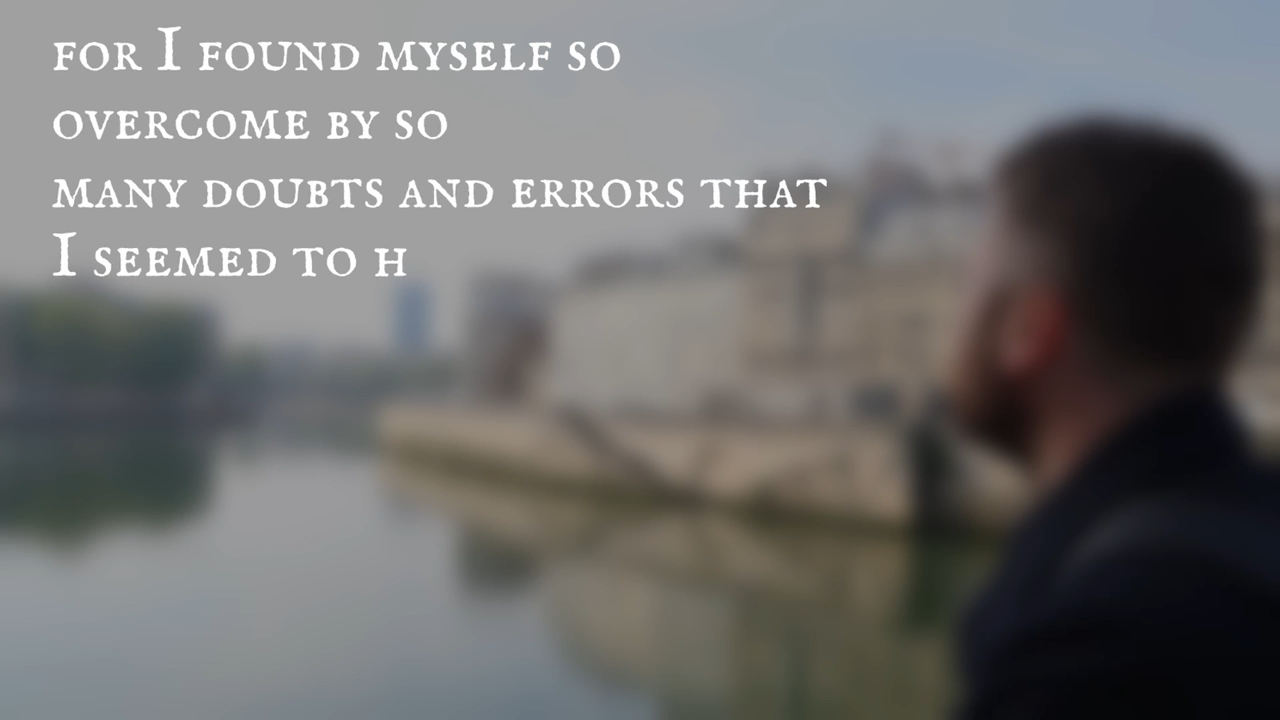 for I found myself so
overcome by so
many doubts and errors that
I seemed to h